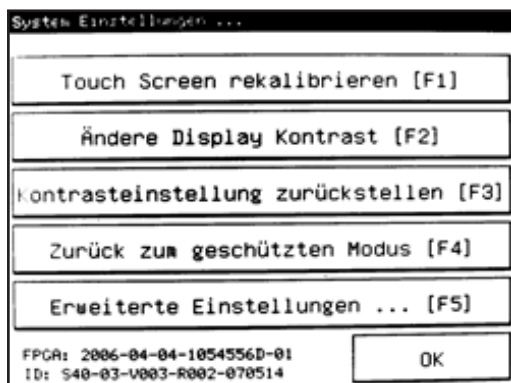 System Einstellungen ...
Touch Screen rekalibrieren [F1]
Ändere Display Kontrast [F2]
Kontrasteinstellung zurückstellen [F3]
Zurück zum geschützten Modus [F4]
Erweiterte Einstellungen ... [F5]
FPGA: 2006-04-04-1054556D-01
ID: S40-03-V003-R002-070514
OK